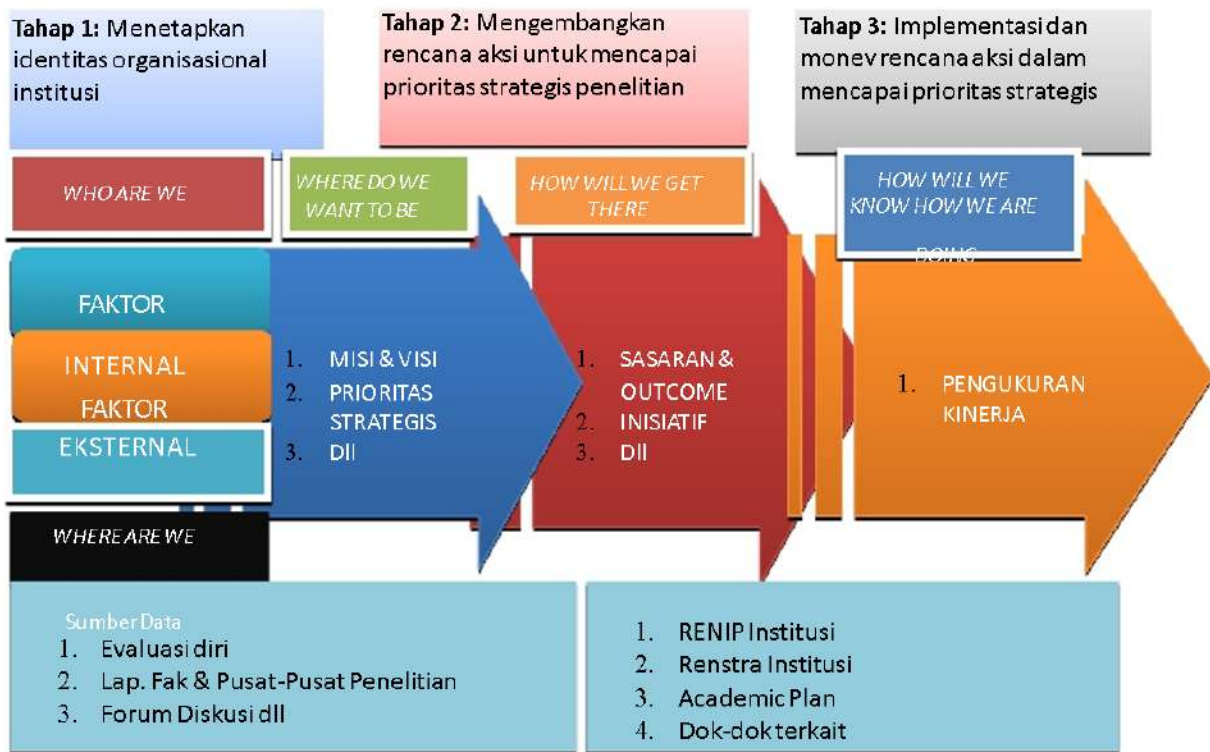 Tahap 1: Menetapkan
identitas organisasional
institusi
Tahap 2: Mengembangkan
rencana aksi untuk mencapai
prioritas strategis penelitian
Tahap 3: Implementasi dan
monev rencana aksi dalam
mencapai prioritas strategis
WHO ARE WE
WHERE DO WE
WANT TO BE
HOW WILL WE GET
THERE
HOW WILL WE
KNOW HOW WE ARE
DOING
FAKTOR
INTERNAL
FAKTOR
EKSTERNAL
WHERE ARE WE
1. MISI & VISI
2. PRIORITAS
STRATEGIS
3. Dll
1. SASARAN &
OUTCOME
2. INISIATIF
3. Dll
1. PENGUKURAN
KINERJA
Sumber Data
1. Evaluasi diri
2. Lap. Fak & Pusat-Pusat Penelitian
3. Forum Diskusi dll
1. RENIP Institusi
2. Renstra Institusi
3. Academic Plan
4. Dok-dok terkait